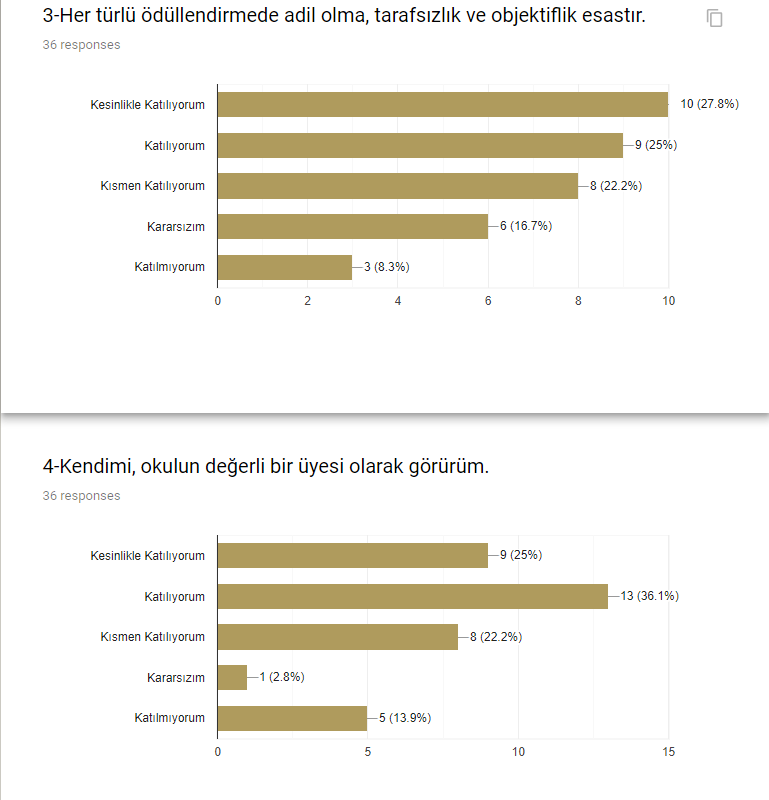 3-Her türlü ödüllendirmede adil olma, tarafsızlık ve objektiflik esastır.
36 responses
Kesinlikle Katılıyorum 10 (27.8%)
Katılıyorum 9 (25%)
Kısmen Katılıyorum 8 (22.2%)
Kararsızım 6 (16.7%)
Katılmıyorum 3 (8.3%)
0 2 4 6 8 10
4-Kendimi, okulun değerli bir üyesi olarak görürüm.
36 responses
Kesinlikle Katılıyorum 9 (25%)
Katılıyorum 13 (36.1%)
Kısmen Katılıyorum 8 (22.2%)
Kararsızım 1 (2.8%)
Katılmıyorum 5 (13.9%)
0 5 10 15